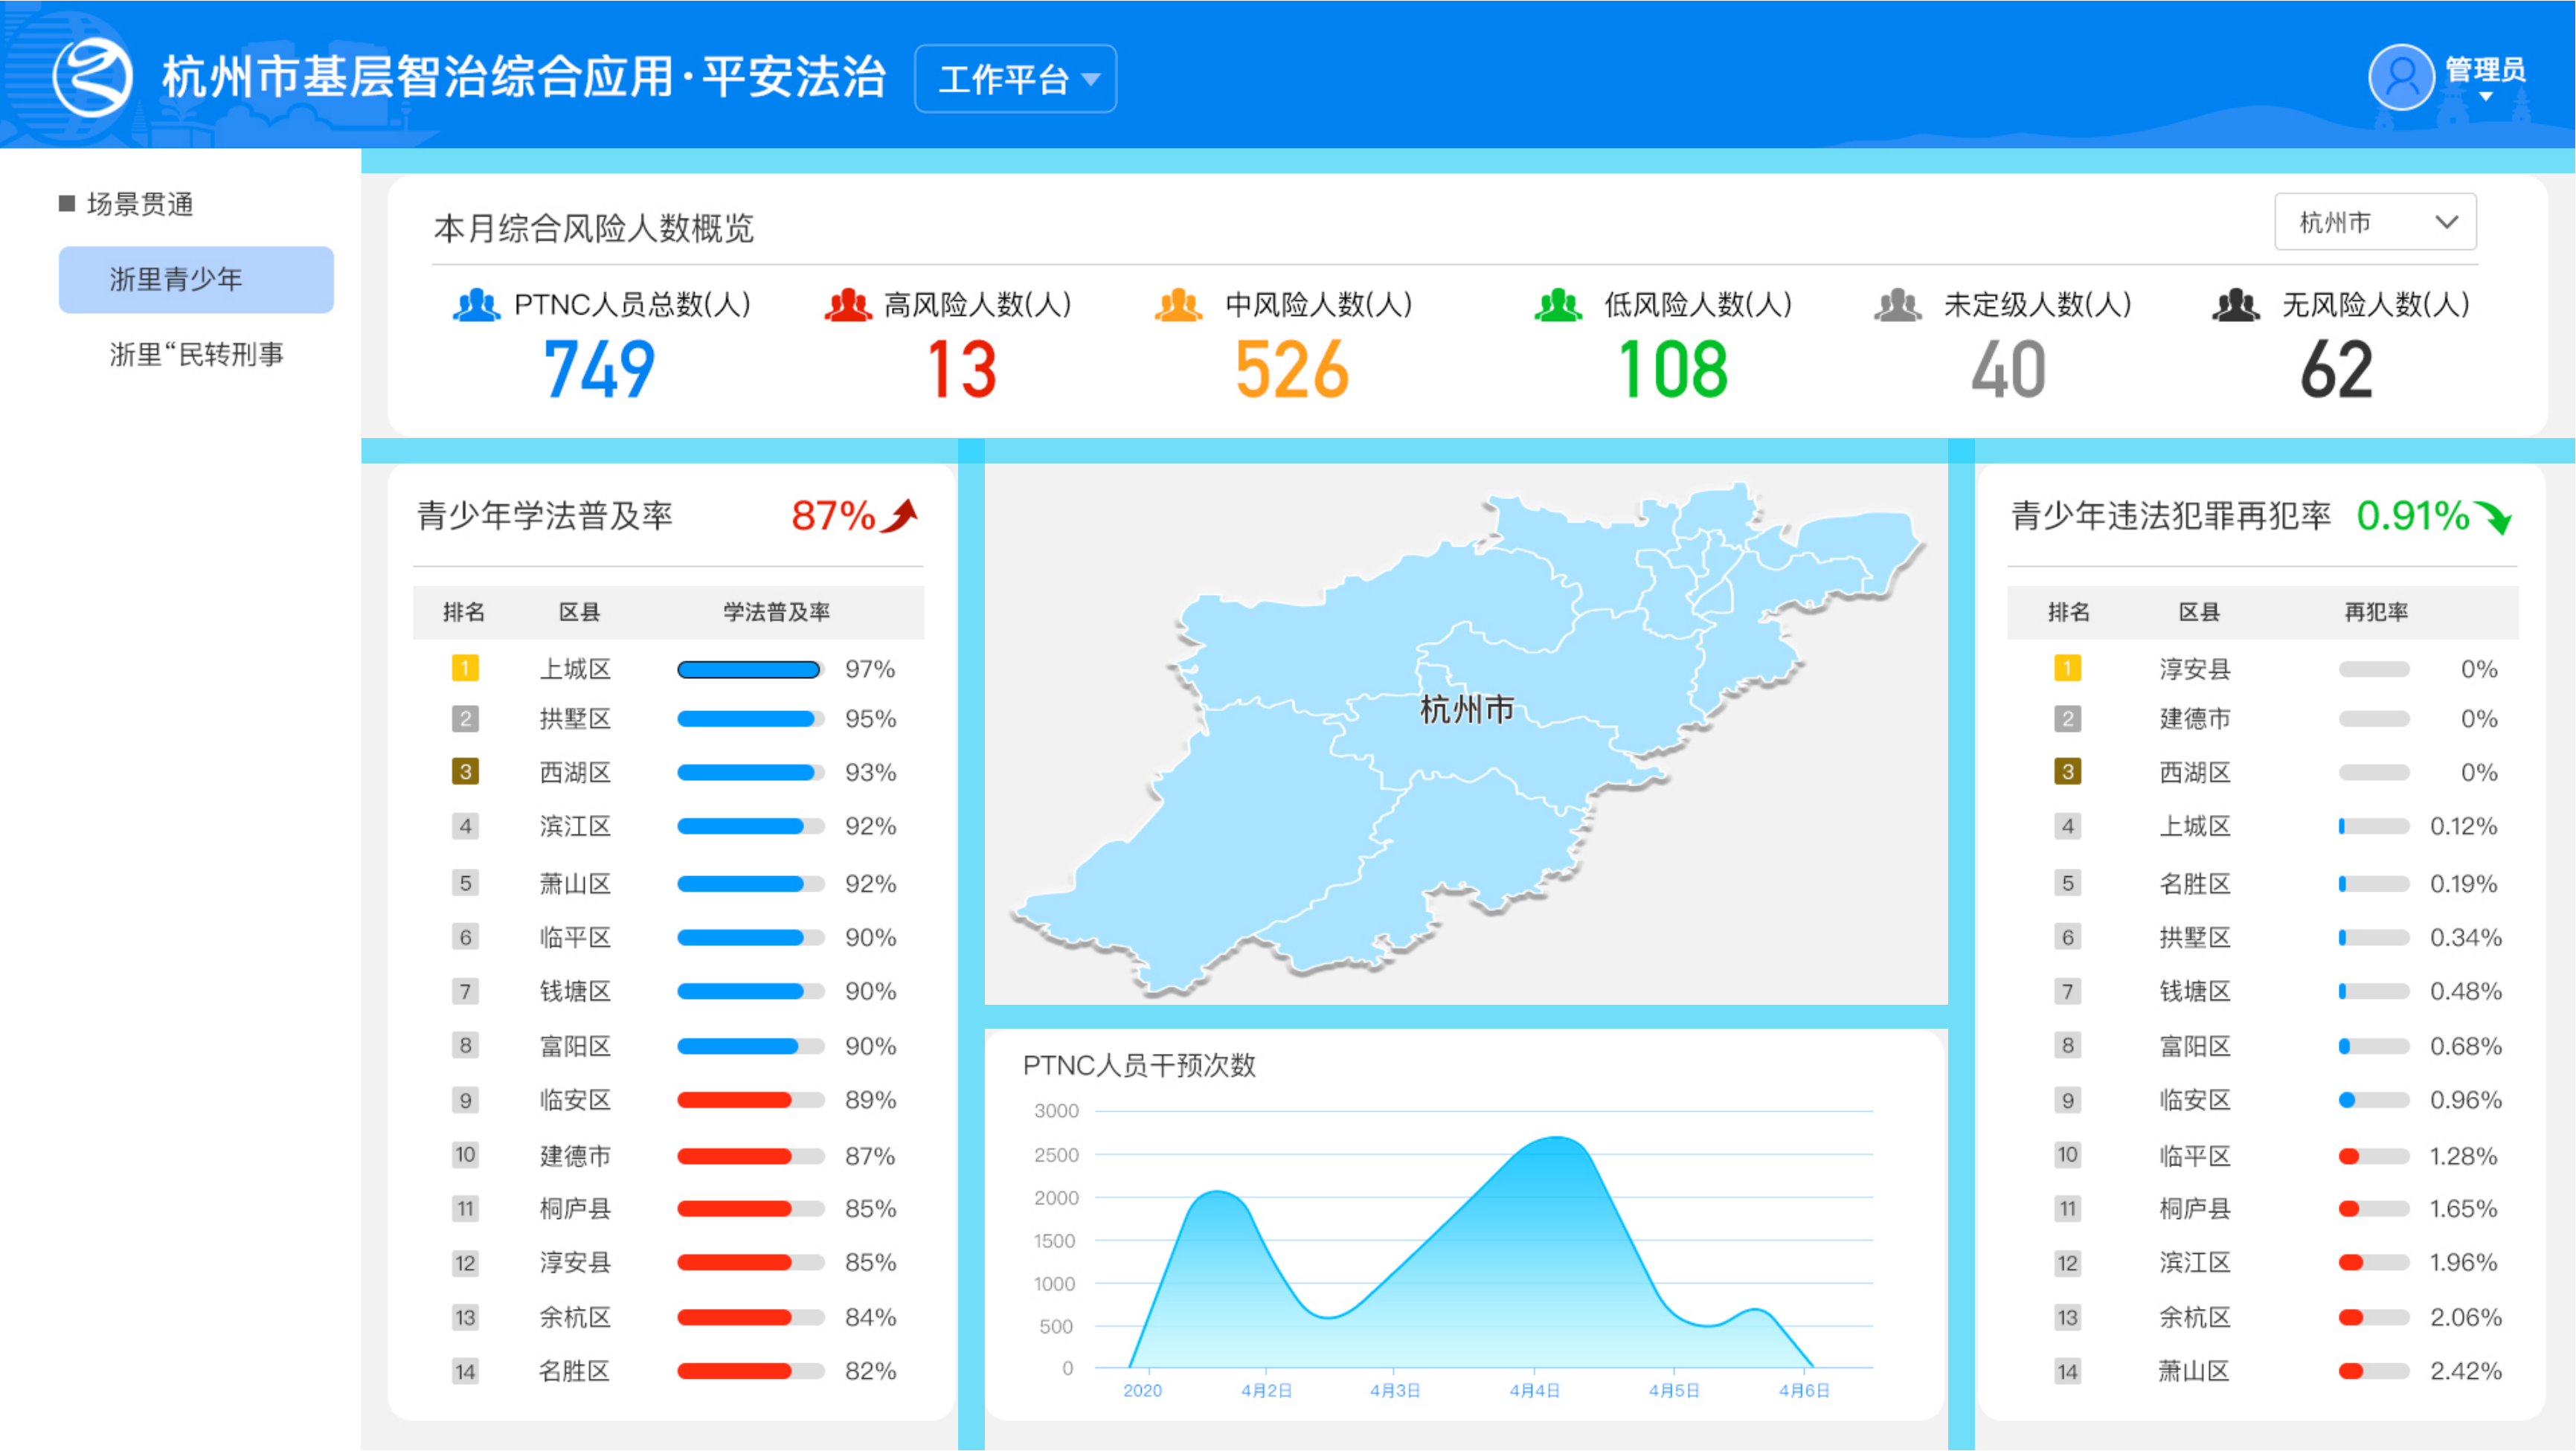 杭州市基层智治综合应用·平安法治
工作平台
管理员
场景贯通
浙里青少年
浙里“民转刑事
本月综合风险人数概览
杭州市
PTNC人员总数(人)
749
高风险人数(人)
13
中风险人数(人)
526
低风险人数(人)
108
未定级人数(人)
40
无风险人数(人)
62
青少年学法普及率 87%
排名 区县 学法普及率
1 上城区 97%
2 拱墅区 95%
3 西湖区 93%
4 滨江区 92%
5 萧山区 92%
6 临平区 90%
7 钱塘区 90%
8 富阳区 90%
9 临安区 89%
10 建德市 87%
11 桐庐县 85%
12 淳安县 85%
13 余杭区 84%
14 名胜区 82%
杭州市
PTNC人员干预次数
3000
2500
2000
1500
1000
500
0
2020 4月2日 4月3日 4月4日 4月5日 4月6日
青少年违法犯罪再犯率 0.91%
排名 区县 再犯率
1 淳安县 0%
2 建德市 0%
3 西湖区 0%
4 上城区 0.12%
5 名胜区 0.19%
6 拱墅区 0.34%
7 钱塘区 0.48%
8 富阳区 0.68%
9 临安区 0.96%
10 临平区 1.28%
11 桐庐县 1.65%
12 滨江区 1.96%
13 余杭区 2.06%
14 萧山区 2.42%